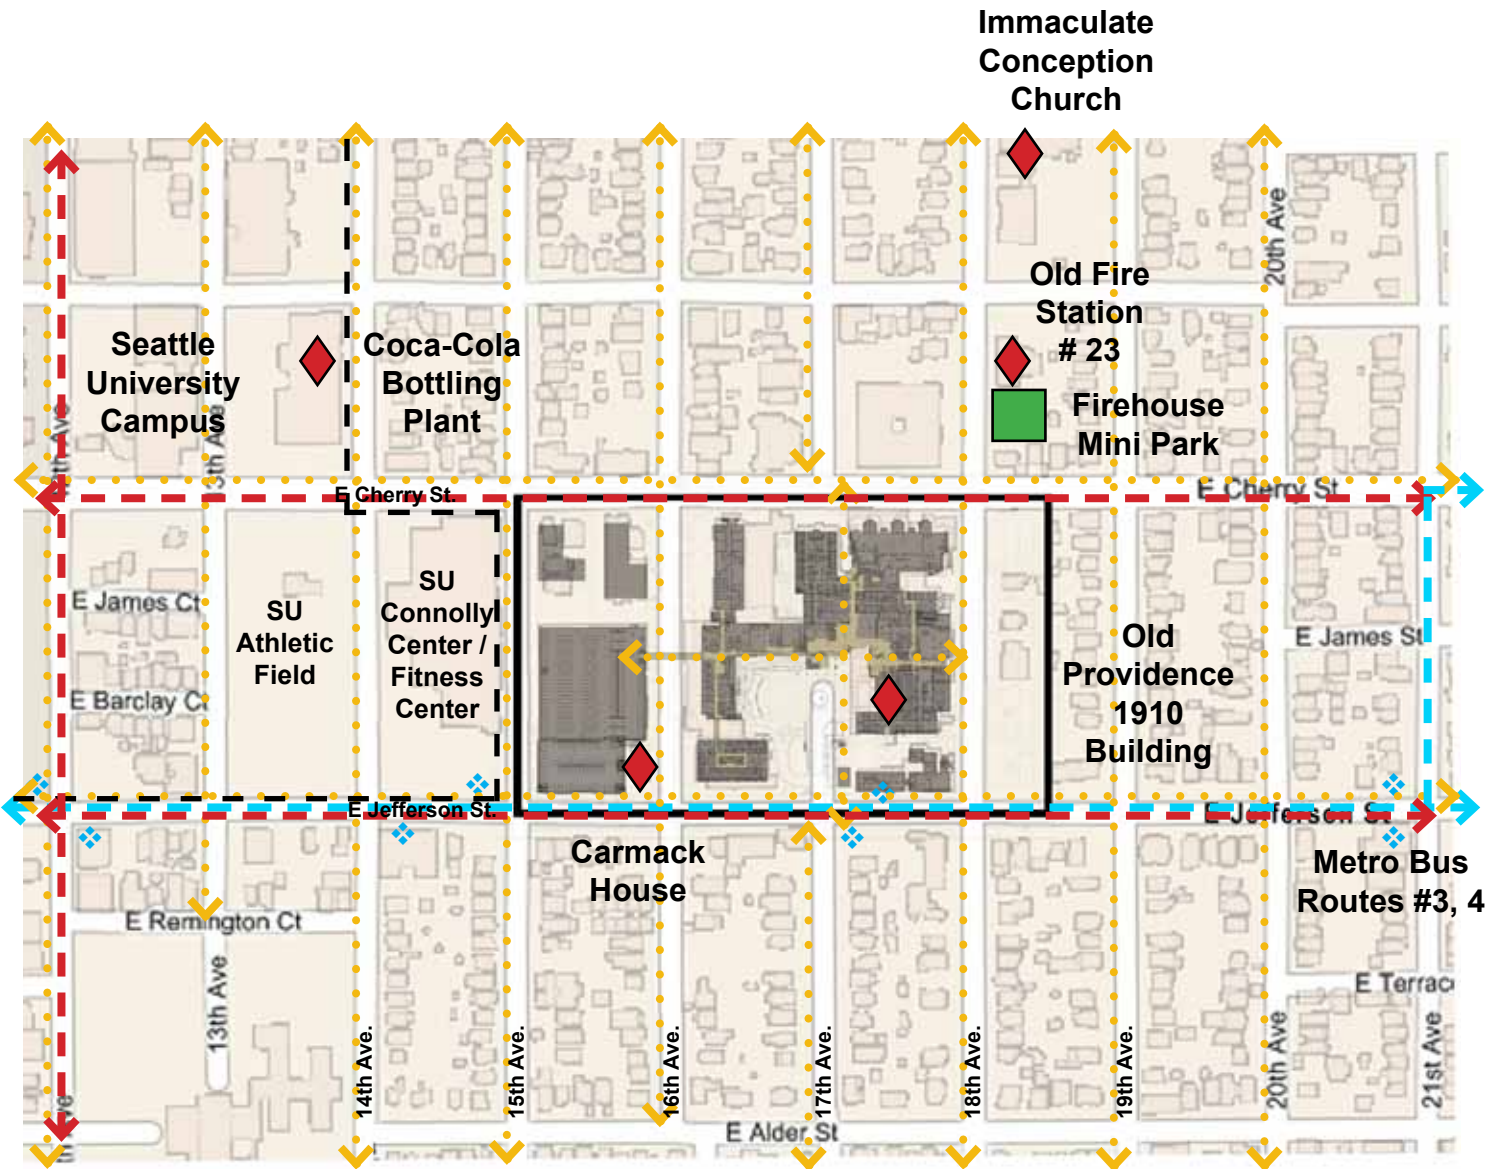 Immaculate
Conception
Church
20th Ave
Old Fire
Station
# 23
Seattle
University
Campus
Coca-Cola
Bottling
Plant
Firehouse
Mini Park
E Cherry St.
E Cherry St
E James Ct
SU
Athletic
Field
SU
Connolly
Center /
Fitness
Center
E James St
Old
Providence
1910
Building
E Barclay
E Jefferson St.
E Jefferson St
Carmack
House
Metro Bus
Routes #3, 4
E Remington Ct
E Terrac
13th Ave
14th Ave.
15th Ave.
16th Ave.
17th Ave.
18th Ave.
19th Ave.
20th Ave
21st Ave
E Alder St